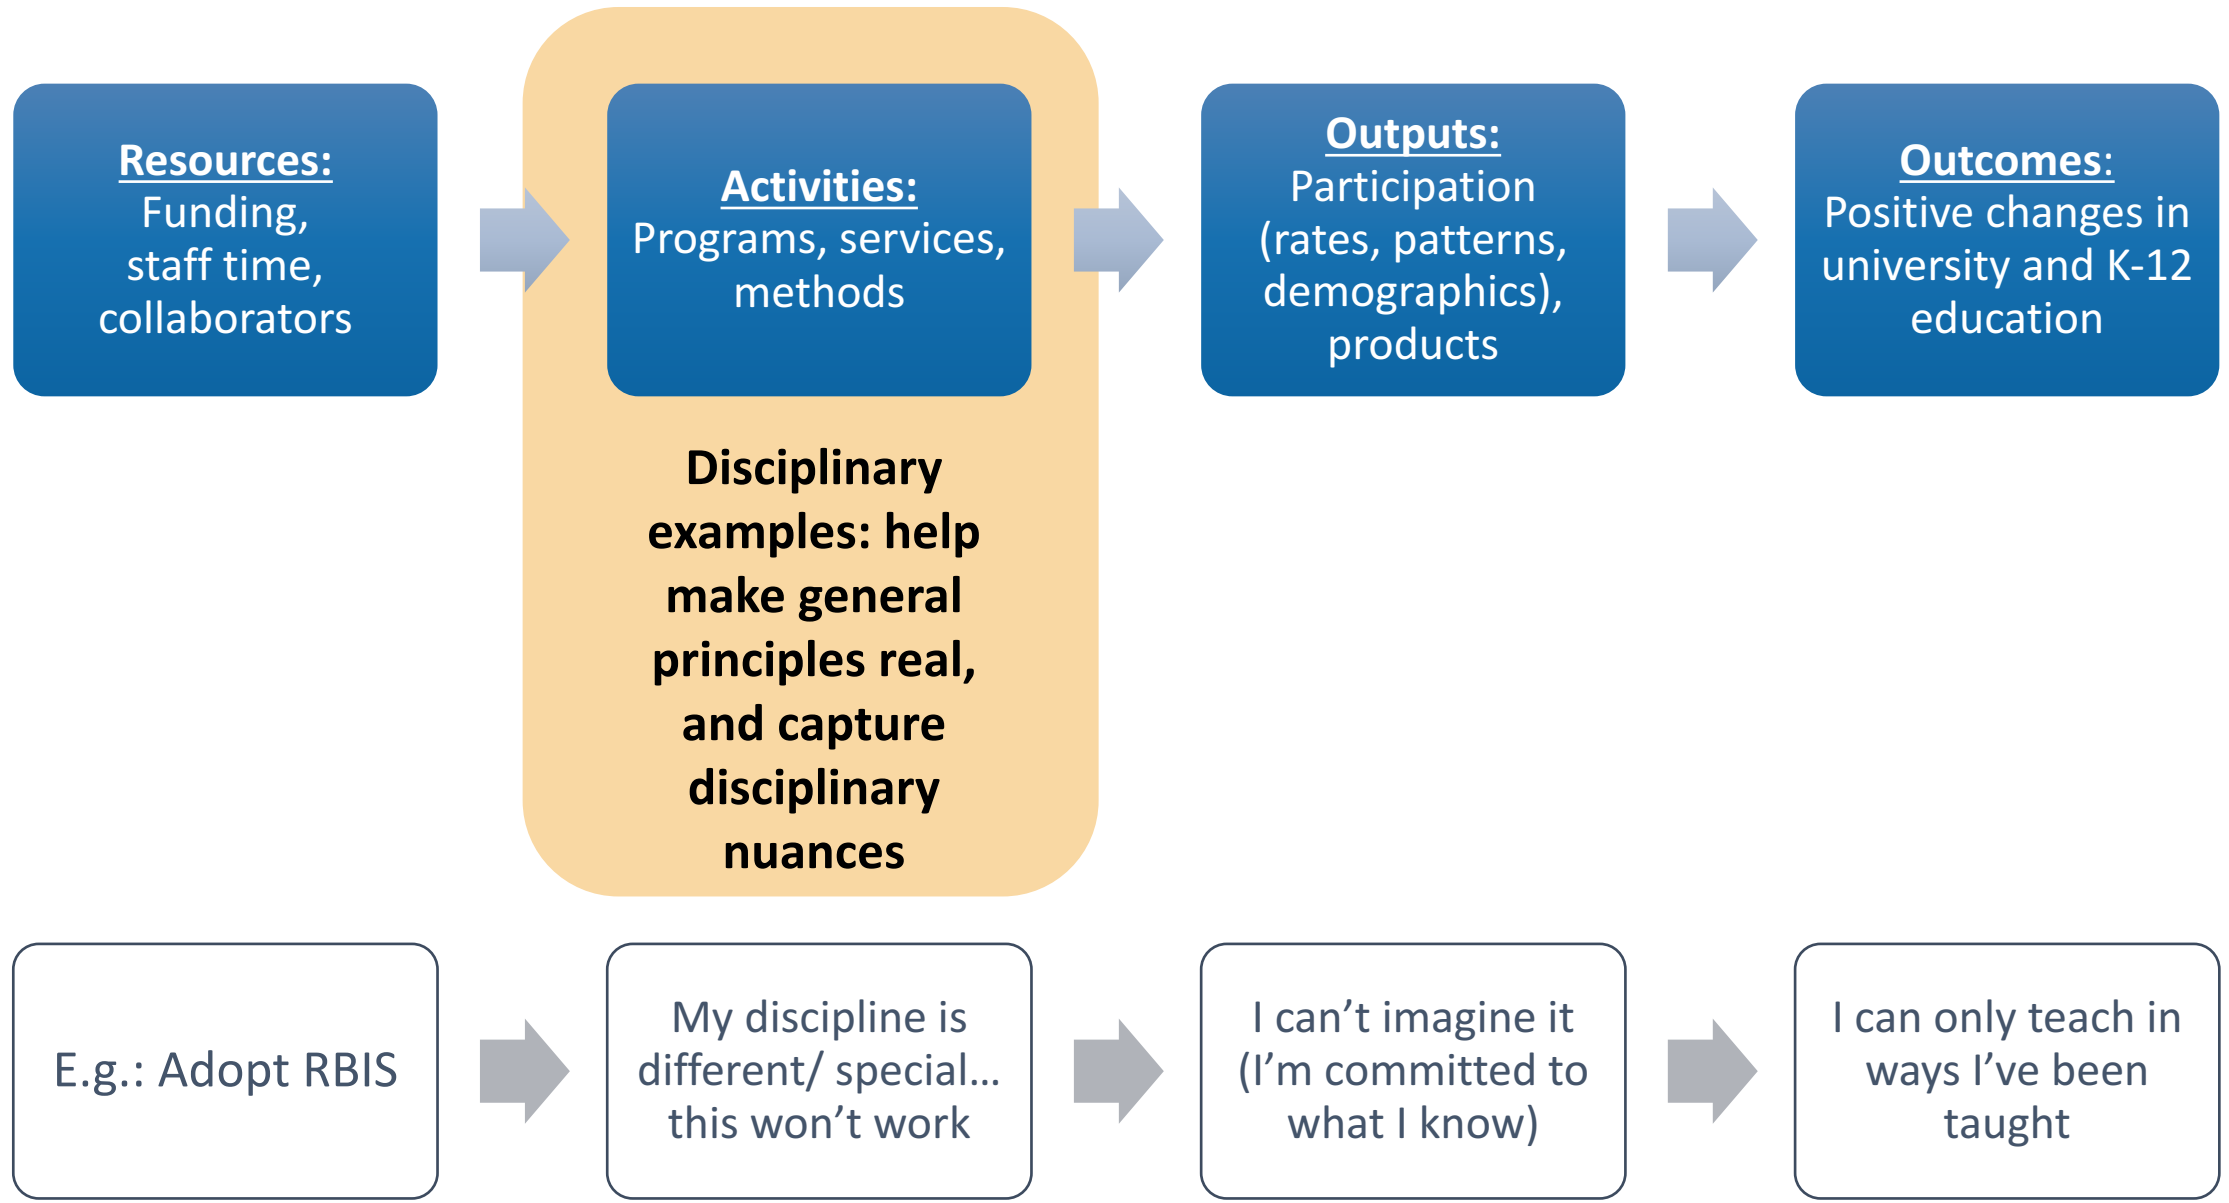 Resources:
Funding,
staff time,
collaborators
Activities:
Programs, services,
methods
Outputs:
Participation
(rates, patterns,
demographics),
products
Outcomes:
Positive changes in
university and K-12
education
Disciplinary
examples: help
make general
principles real,
and capture
disciplinary
nuances
E.g.: Adopt RBIS
My discipline is
different/ special...
this won’t work
I can’t imagine it
(I’m committed to
what I know)
I can only teach in
ways I’ve been
taught